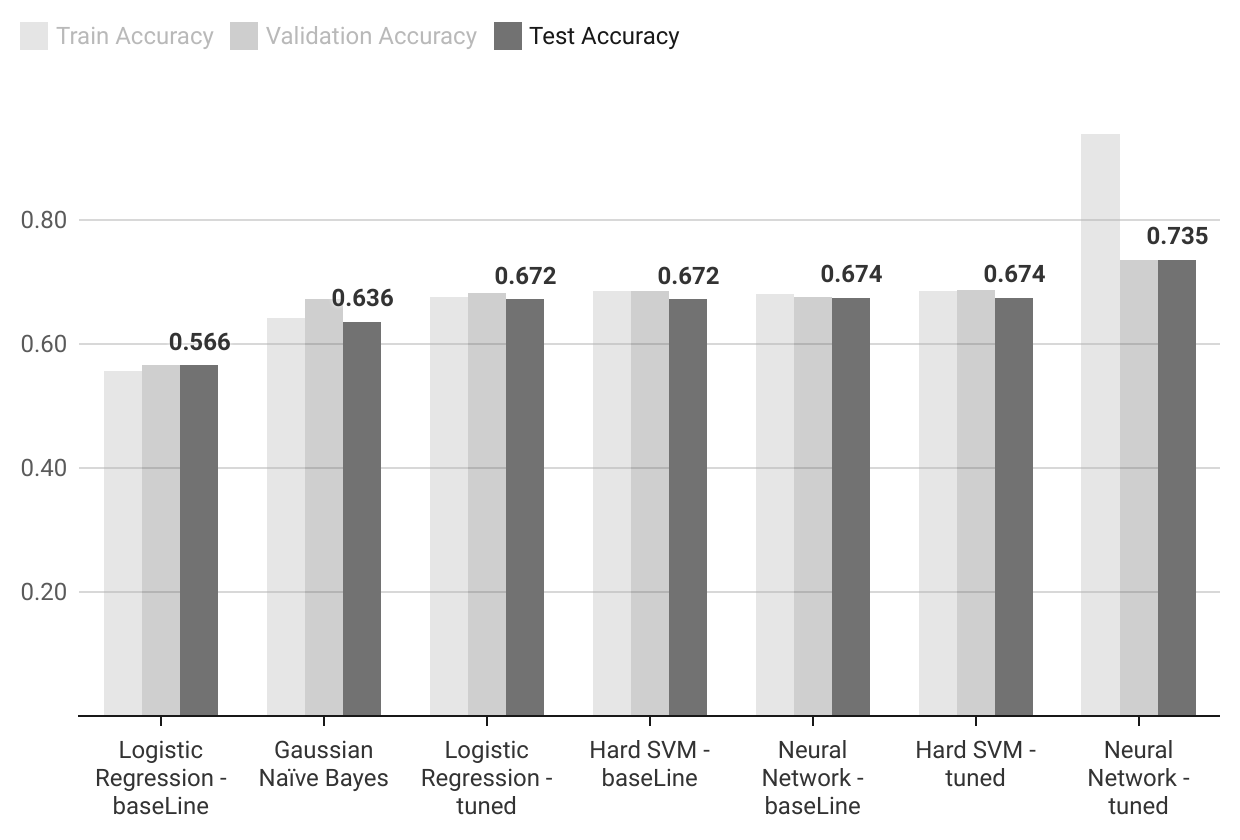 Train Accuracy Validation Accuracy Test Accuracy
0.80
0.60
0.40
0.20
0.566
0.636
0.672
0.672
0.674
0.674
0.735
Logistic
Regression -
baseLine
Gaussian
Naïve Bayes
Logistic
Regression -
tuned
Hard SVM -
baseLine
Neural
Network -
baseLine
Hard SVM -
tuned
Neural
Network -
tuned